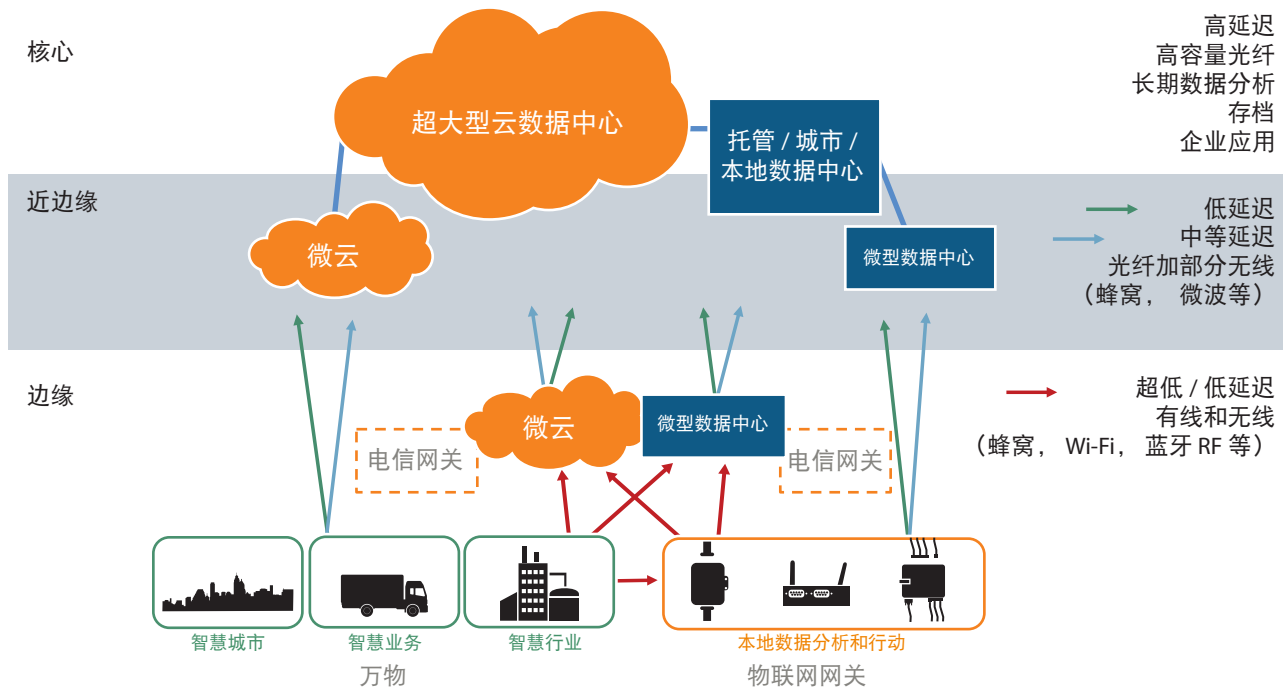 核心
超大型云数据中心
托管 / 城市 /
本地数据中心
高延迟
高容量光纤
长期数据分析
存档
企业应用
近边缘
微云
微型数据中心
低延迟
中等延迟
光纤加部分无线
（蜂窝， 微波等）
边缘
微云
微型数据中心
电信网关
电信网关
超低 / 低延迟
有线和无线
（蜂窝， Wi-Fi， 蓝牙 RF 等）
智慧城市
智慧业务
智慧行业
本地数据分析和行动
万物
物联网网关